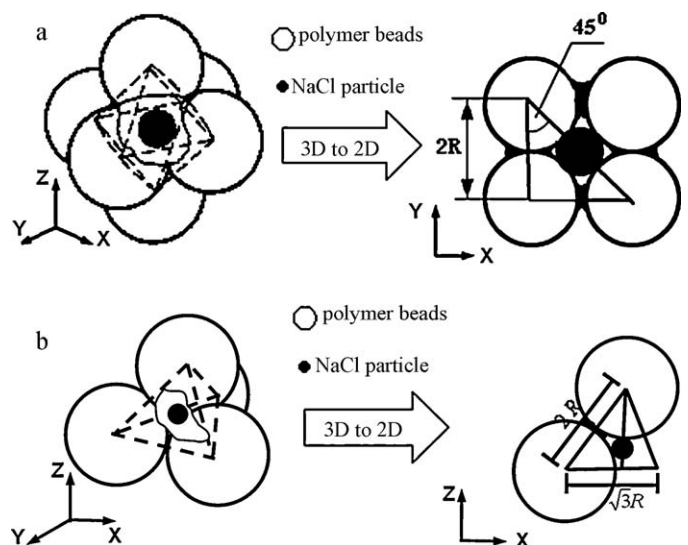 a
polymer beads
NaCl particle
3D to 2D
45⁰
2R
Z
Y
X
Y
X
b
polymer beads
NaCl particle
3D to 2D
2R
√3R
Z
Y
X
Z
X